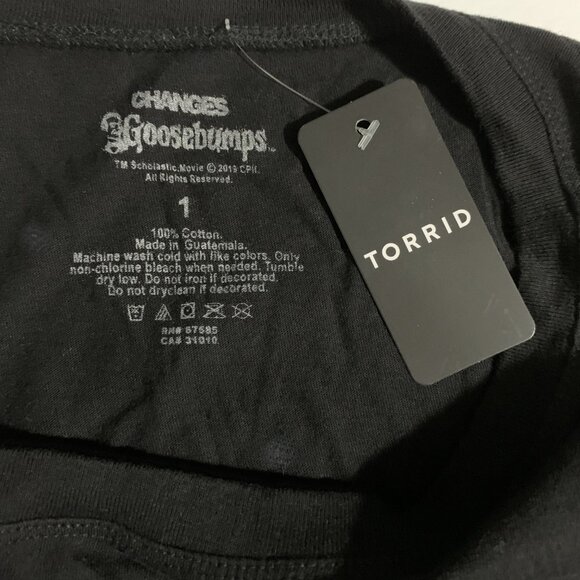 CHANGES
Goosebumps
TM Scholastic.Movie © 2019 CPII.
All Rights Reserved.
1
100% Cotton.
Made in Guatemala.
Machine wash cold with like colors. Only
non-chlorine bleach when needed. Tumble
dry low. Do not iron if decorated.
Do not dryclean if decorated.
RN# 67585
CA# 31010
TORRID